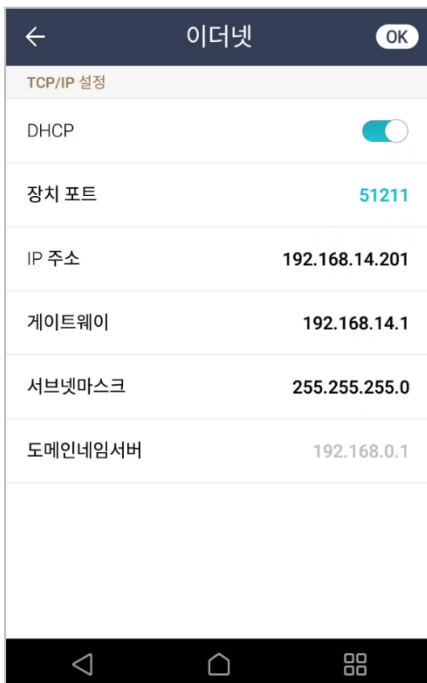 이더넷
OK
TCP/IP 설정
DHCP
장치 포트 51211
IP 주소 192.168.14.201
게이트웨이 192.168.14.1
서브넷마스크 255.255.255.0
도메인네임서버 192.168.0.1